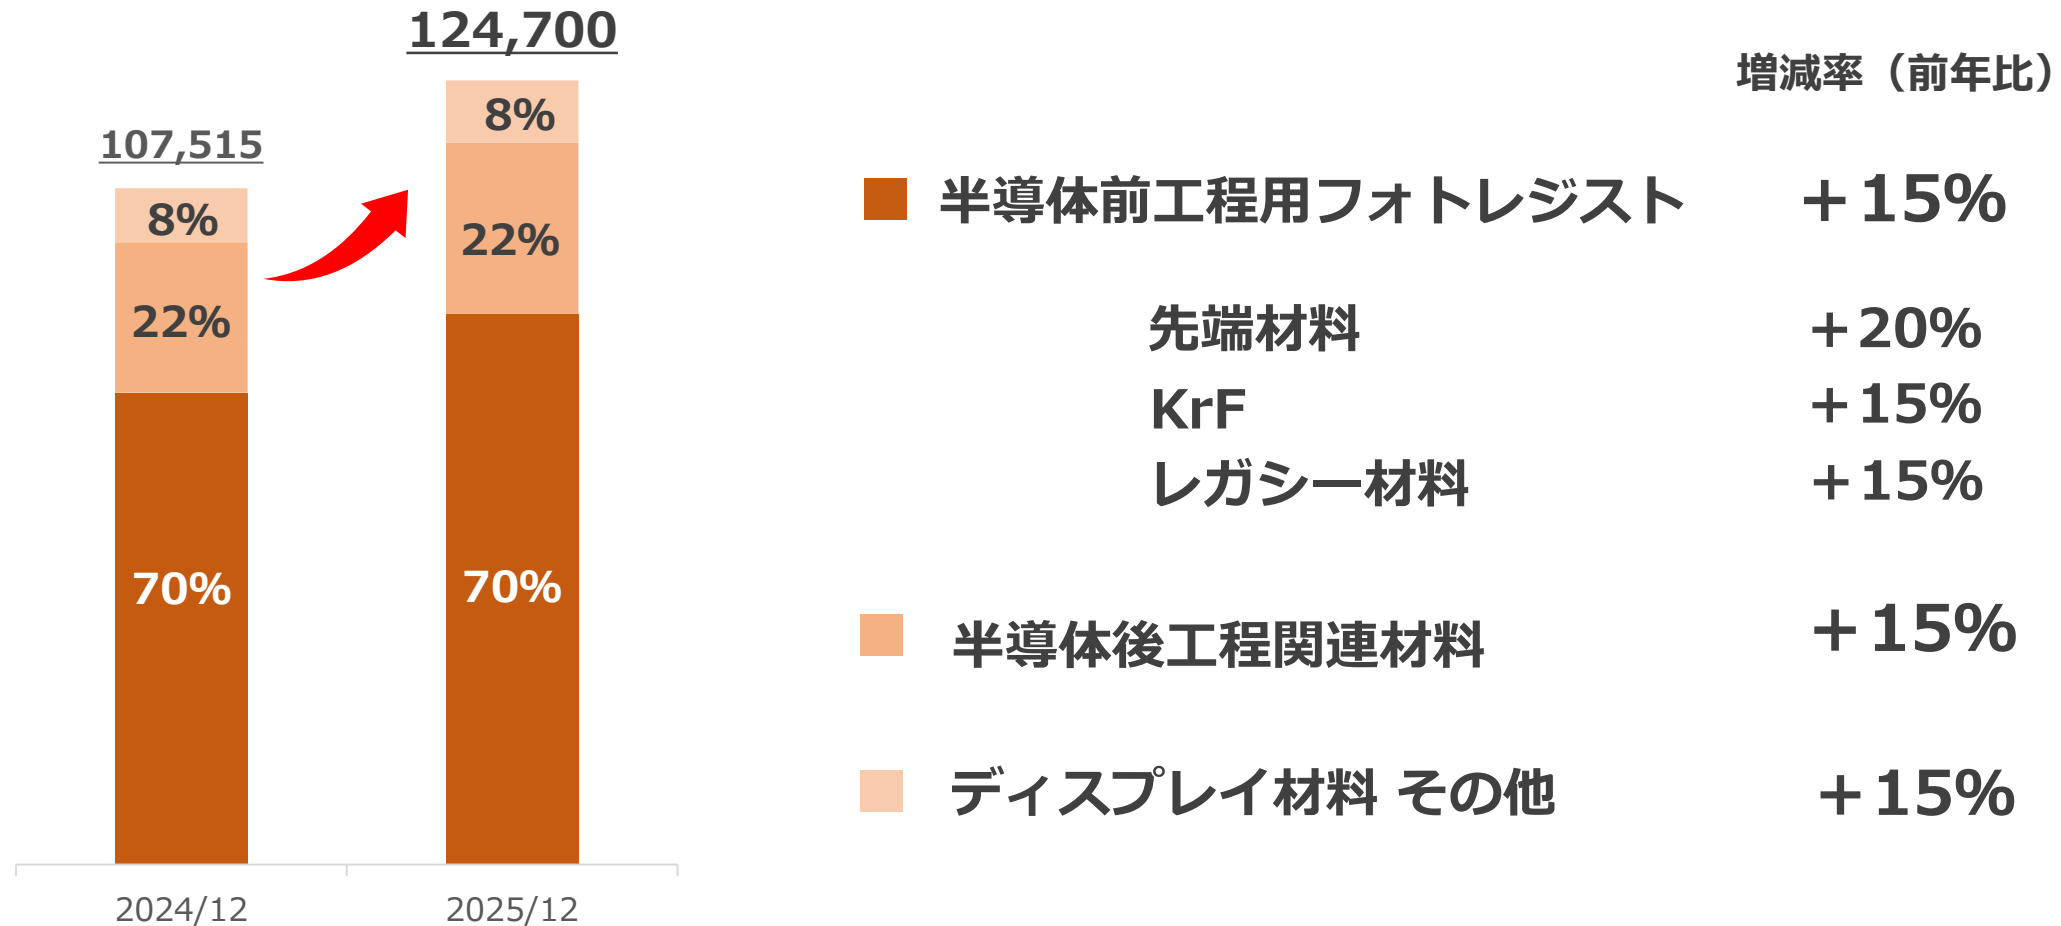 124,700
107,515
8%
22%
70%
8%
22%
70%
2024/12
2025/12
増減率（前年比）
半導体前工程用フォトレジスト ＋15%
先端材料 ＋20%
KrF ＋15%
レガシー材料 ＋15%
半導体後工程関連材料 ＋15%
ディスプレイ材料 その他 ＋15%